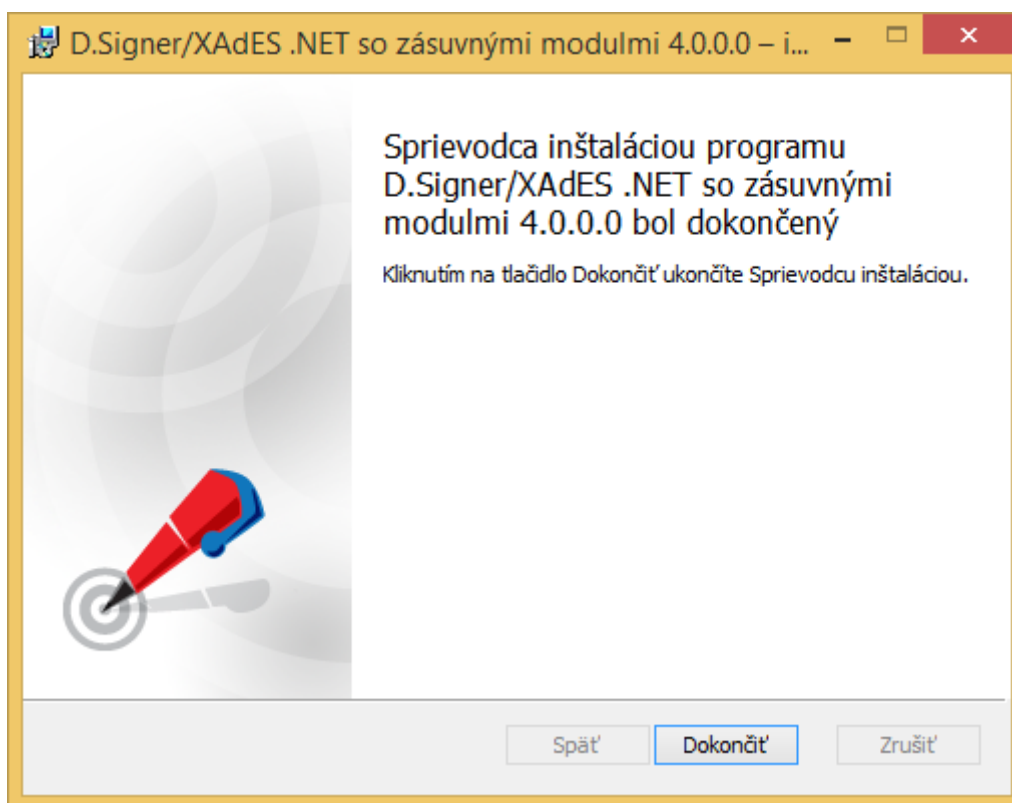 D.Signer/XAdES .NET so zásuvnými modulmi 4.0.0.0 – i...
Sprievodca inštaláciou programu
D.Signer/XAdES .NET so zásuvnými
modulmi 4.0.0.0 bol dokončený
Kliknutím na tlačidlo Dokončiť ukončíte Sprievodcu inštaláciou.
Späť
Dokončiť
Zrušiť